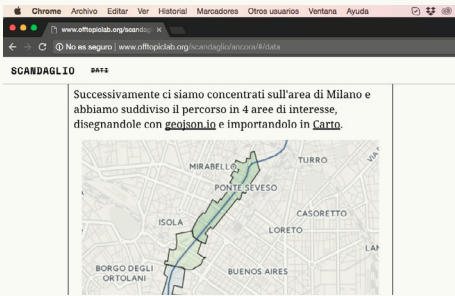 Chrome Archivo Editar Ver Historial Marcadores Otros usuarios Ventana Ayuda
www.offtopiclab.org/scandagli
No es seguro | www.offtopiclab.org/scandaglio/ancora/#/data
SCANDAGLIO DATI
Successivamente ci siamo concentrati sull'area di Milano e
abbiamo suddiviso il percorso in 4 aree di interesse,
disegnandole con geojson.io e importandolo in Carto.
VIA
MIRABELLO
TURRO
PONTE SEVESO
CASORETTO
ISOLA
LORETO
LAM
BORGO DEGLI
ORTOLANI
BUENOS AIRES